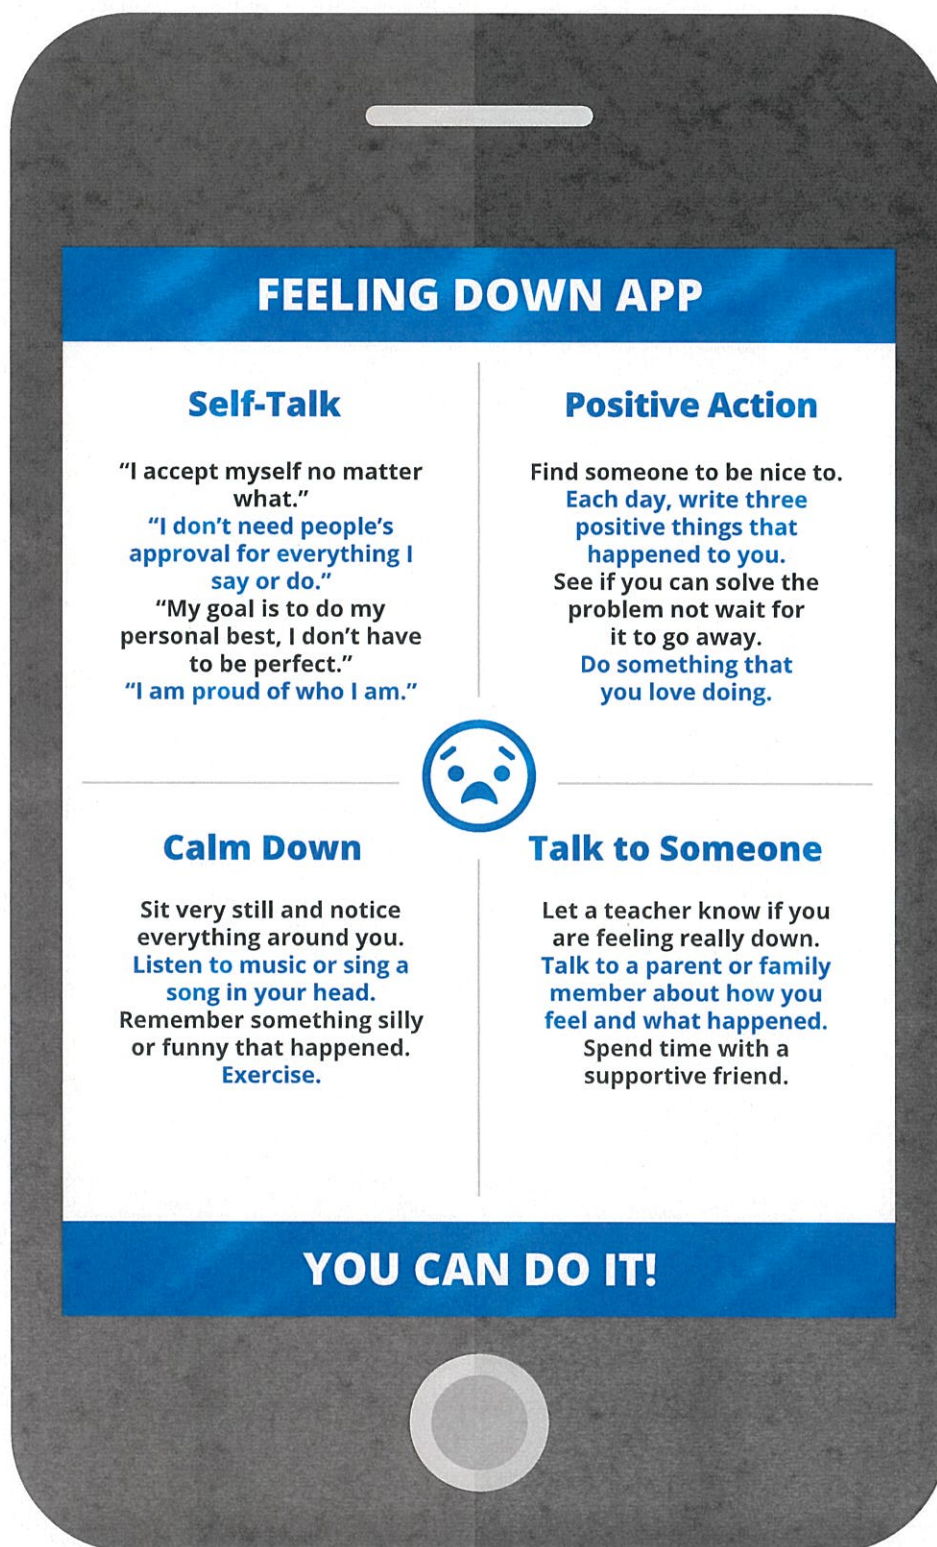 FEELING DOWN APP
Self-Talk
“I accept myself no matter
what.”
“I don’t need people’s
approval for everything I
say or do.”
“My goal is to do my
personal best, I don’t have
to be perfect.”
“I am proud of who I am.”
Positive Action
Find someone to be nice to.
Each day, write three
positive things that
happened to you.
See if you can solve the
problem not wait for
it to go away.
Do something that
you love doing.
Calm Down
Sit very still and notice
everything around you.
Listen to music or sing a
song in your head.
Remember something silly
or funny that happened.
Exercise.
Talk to Someone
Let a teacher know if you
are feeling really down.
Talk to a parent or family
member about how you
feel and what happened.
Spend time with a
supportive friend.
YOU CAN DO IT!